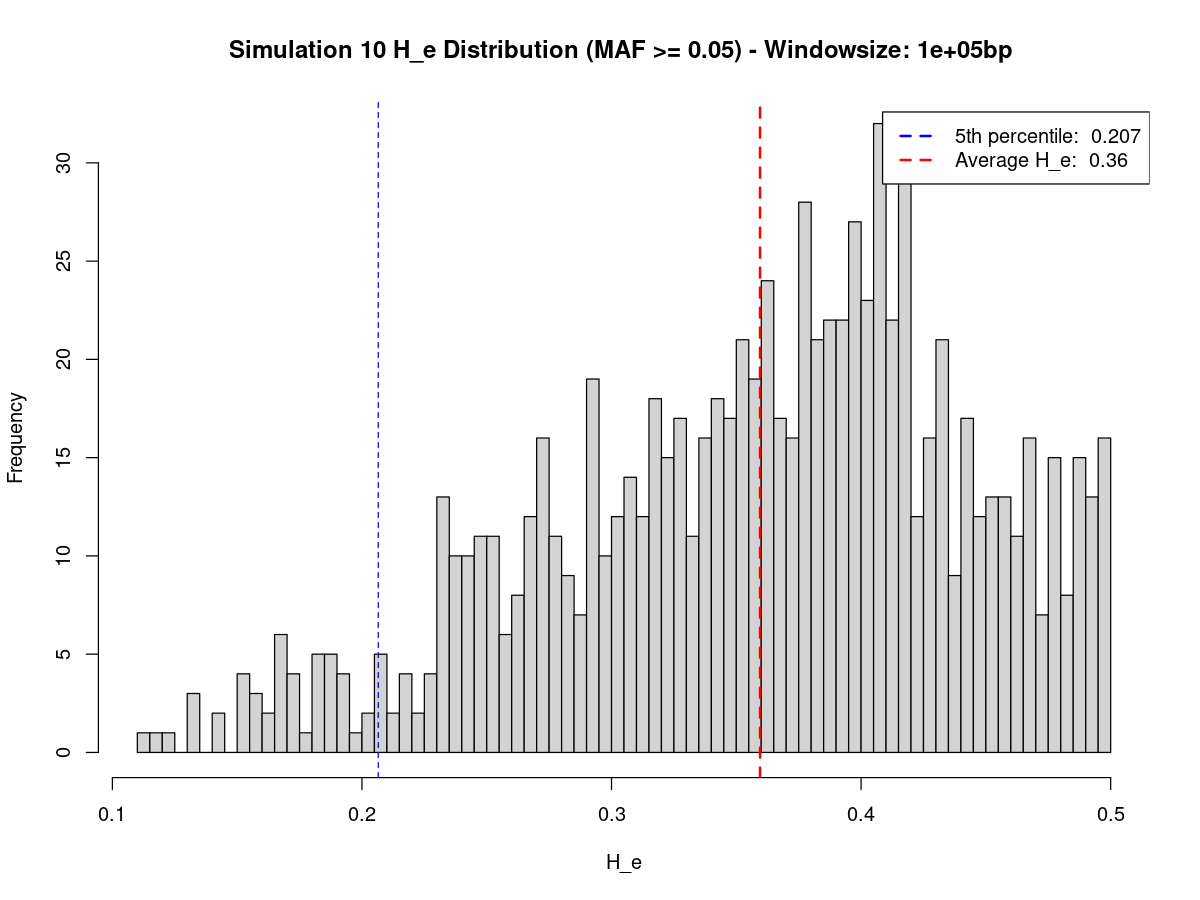 Simulation 10 H_e Distribution (MAF >= 0.05) - Windowsize: 1e+05bp
5th percentile:  0.207
Average H_e:  0.36
Frequency
30
25
20
15
10
5
0
0.1 0.2 0.3 0.4 0.5
H_e